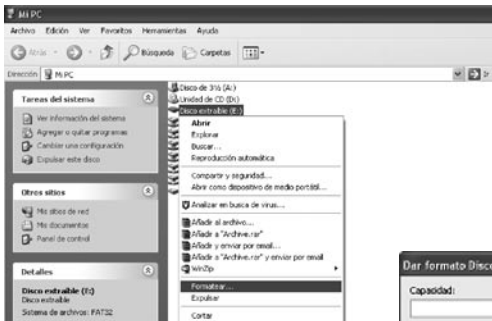 Mi PC
Archivo Edición Ver Favoritos Herramientas Ayuda
Atrás Búsqueda Carpetas
Dirección Mi PC
Tareas del sistema
Ver información del sistema
Agregar o quitar programas
Cambiar una configuración
Expulsar este disco
Otros sitios
Mis sitios de red
Mis documentos
Panel de control
Detalles
Disco extraíble (E:)
Disco extraíble
Sistema de archivos: FAT32
Disco de 3½ (A:)
Unidad de CD (D:)
Disco extraíble (E:)
Abrir
Explorar
Buscar...
Reproducción automática
Compartir y seguridad...
Abrir como dispositivo de medio portátil...
Analizar en busca de virus...
Añadir al archivo...
Añadir a "Archive.rar"
Añadir y enviar por email...
Añadir a "Archive.rar" y enviar por email
WinZip
Formatear...
Expulsar
Cortar
Dar formato Disco
Capacidad: